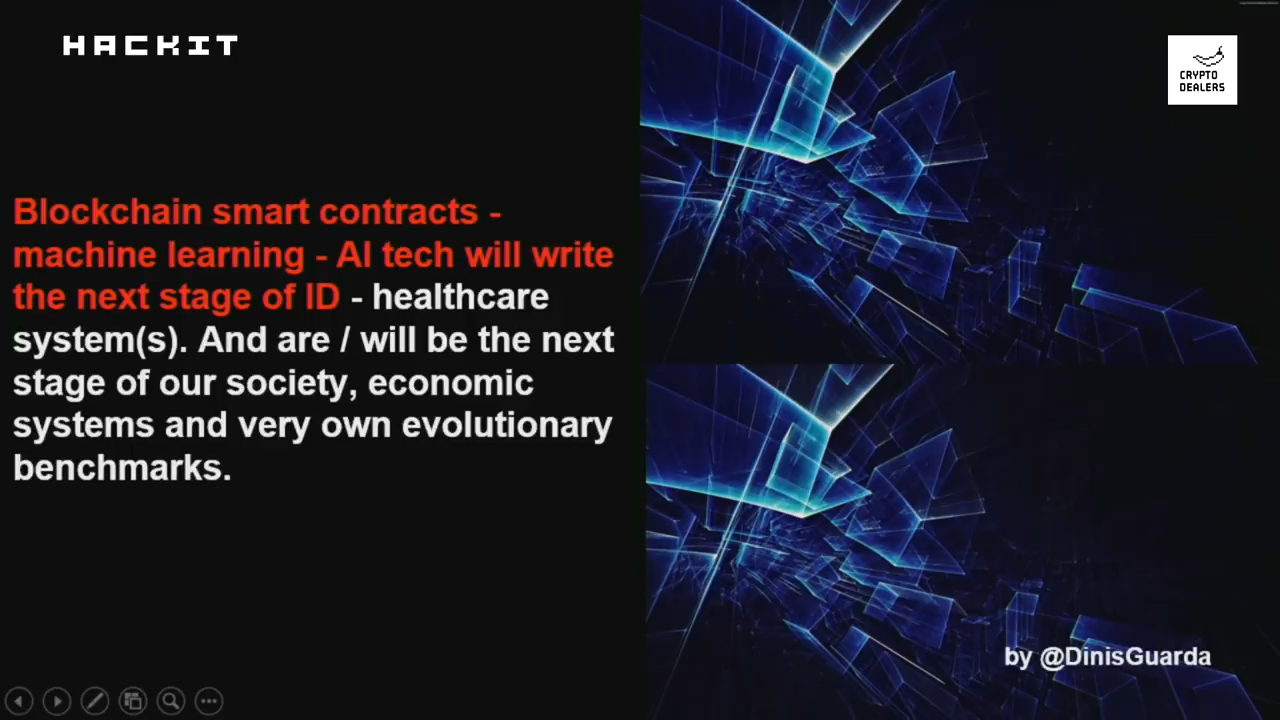 HACKIT
CRYPTO
DEALERS
Blockchain smart contracts -
machine learning - AI tech will write
the next stage of ID - healthcare
system(s). And are / will be the next
stage of our society, economic
systems and very own evolutionary
benchmarks.
by @DinisGuarda